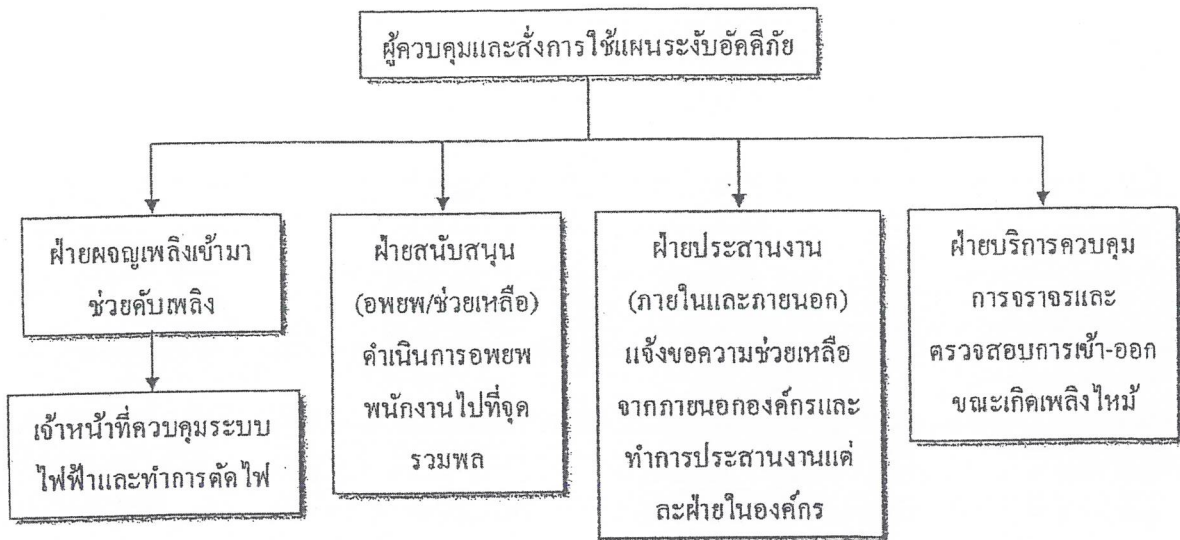 ผู้ควบคุมและสั่งการใช้แผนระงับอัคคีภัย
ฝ่ายผจญเพลิงเข้ามา
ช่วยดับเพลิง
เจ้าหน้าที่ควบคุมระบบ
ไฟฟ้าและทำการตัดไฟ
ฝ่ายสนับสนุน
(อพยพ/ช่วยเหลือ)
ดำเนินการอพยพ
พนักงานไปที่จุด
รวมพล
ฝ่ายประสานงาน
(ภายในและภายนอก)
แจ้งขอความช่วยเหลือ
จากภายนอกองค์กรและ
ทำการประสานงานแต่
ละฝ่ายในองค์กร
ฝ่ายบริการควบคุม
การจราจรและ
ตรวจสอบการเข้า-ออก
ขณะเกิดเพลิงไหม้